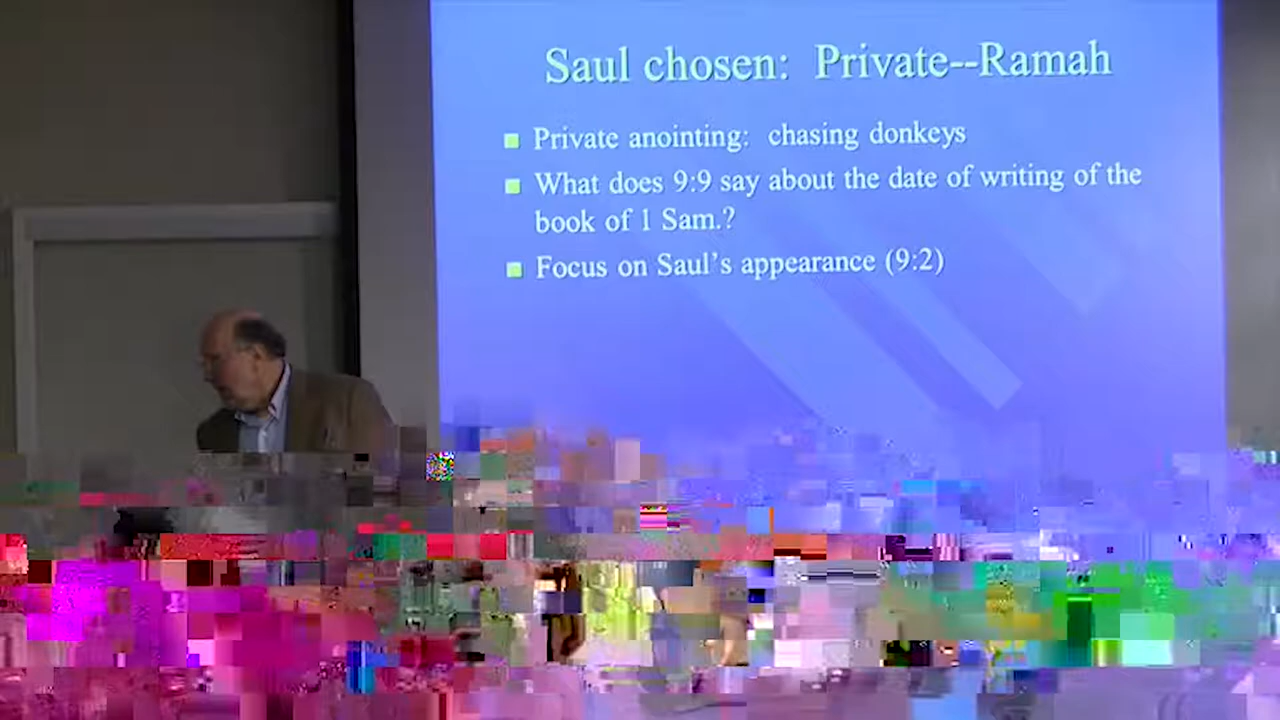 Saul chosen: Private--Ramah
Private anointing: chasing donkeys
What does 9:9 say about the date of writing of the
book of 1 Sam.?
Focus on Saul's appearance (9:2)